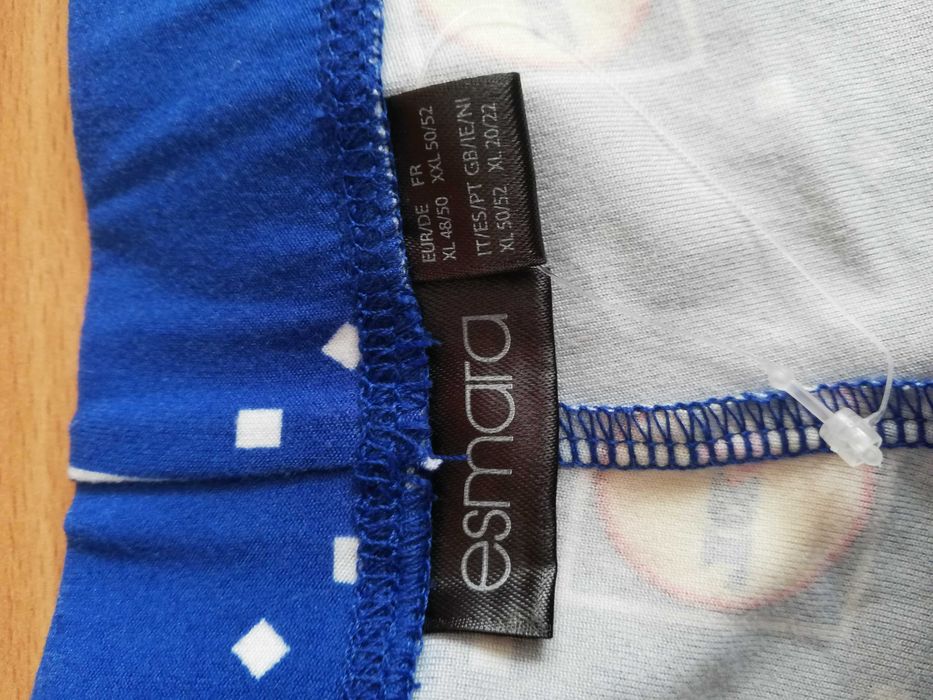 EUR/DE FR
XL 48/50 XXL 50/52
IT/ES/PT GB/IE/NI
XL 50/52 XL 20/22
esmara